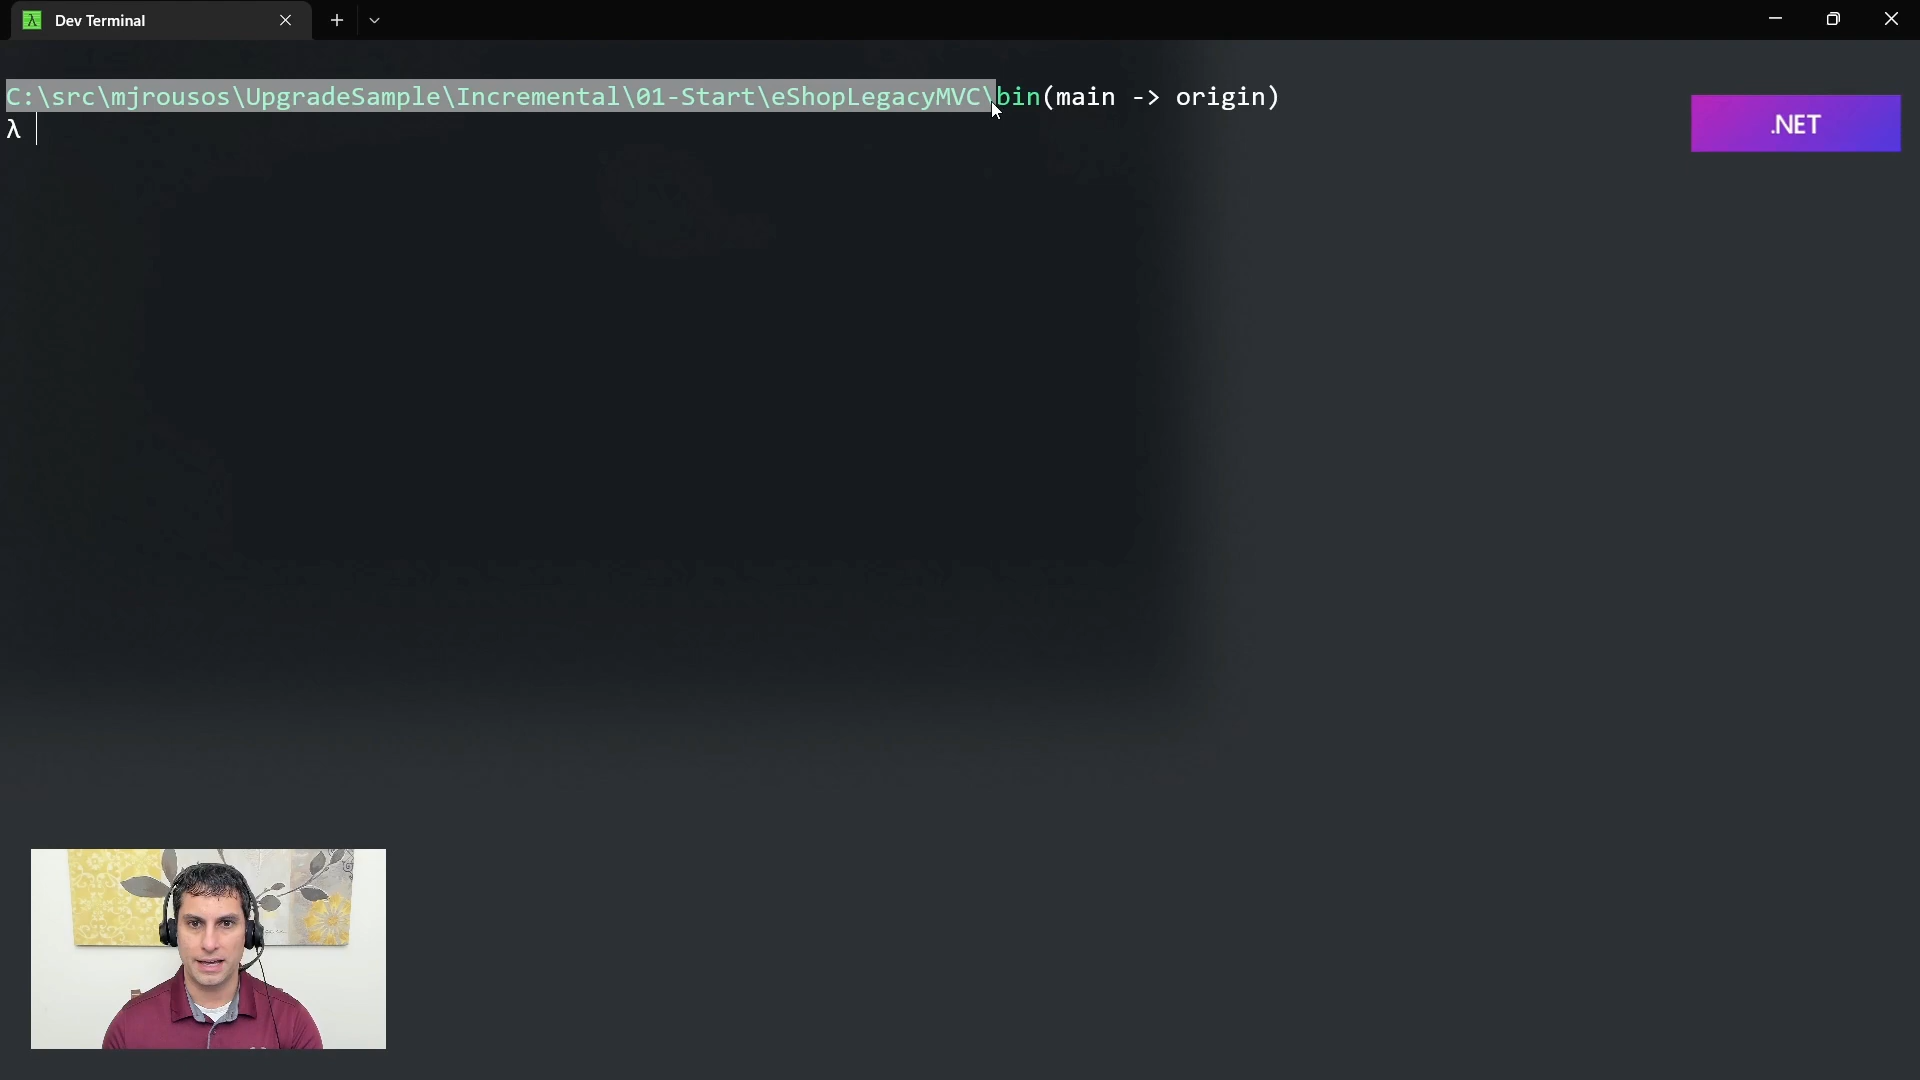 λ Dev Terminal
C:\src\mjrousos\UpgradeSample\Incremental\01-Start\eShopLegacyMVC\bin(main -> origin)
λ
.NET